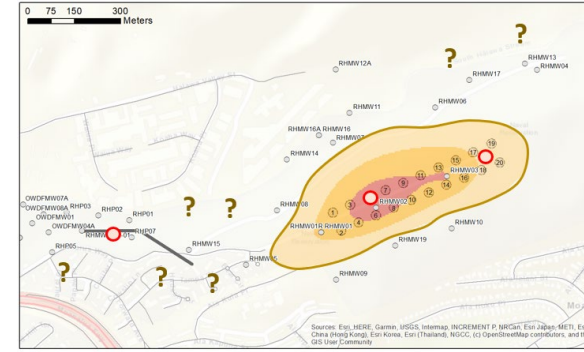 0 75 150 300
Meters
RHMW13
RHMW04
RHMW12A
RHMW17
RHMW11
RHMW06
RHMW16A RHMW16
RHMW07
19
17
20
15
18
RHMW14
13
RHMW03
11
16
14
9
12
7
10
RHMW02
3
8
6
1
4
2
OWDFMW07A
OWDFMW08A
RHP03
RHP02
RHP01
OWDFMW01
RHMW08
RHMW01R
RHMW01
RHMW10
OWDFMW04A
RHP07
RHP05
RHMW15
RHMW19
RHMW05
RHMW09
Sources: Esri, HERE, Garmin, USGS, Intermap, INCREMENT P, NRCan, Esri Japan, METI, Esri
China (Hong Kong), Esri Korea, Esri (Thailand), NGCC, (c) OpenStreetMap contributors, and the
GIS User Community
? ? ? ? ? ? ?